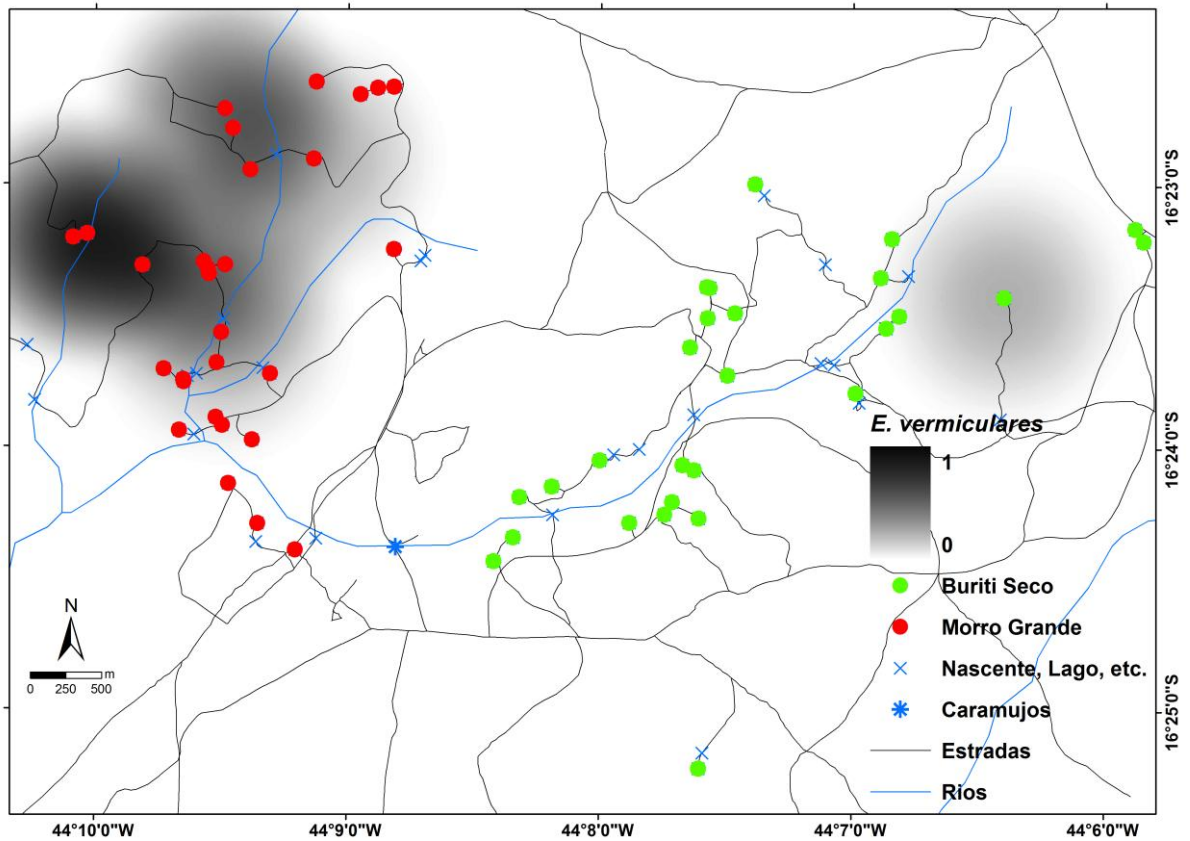 16°23'0"S
16°24'0"S
16°25'0"S
E. vermiculares
1
0
Buriti Seco
Morro Grande
Nascente, Lago, etc.
Caramujos
Estradas
Rios
N
m
0 250 500
44°10'0"W 44°9'0"W 44°8'0"W 44°7'0"W 44°6'0"W